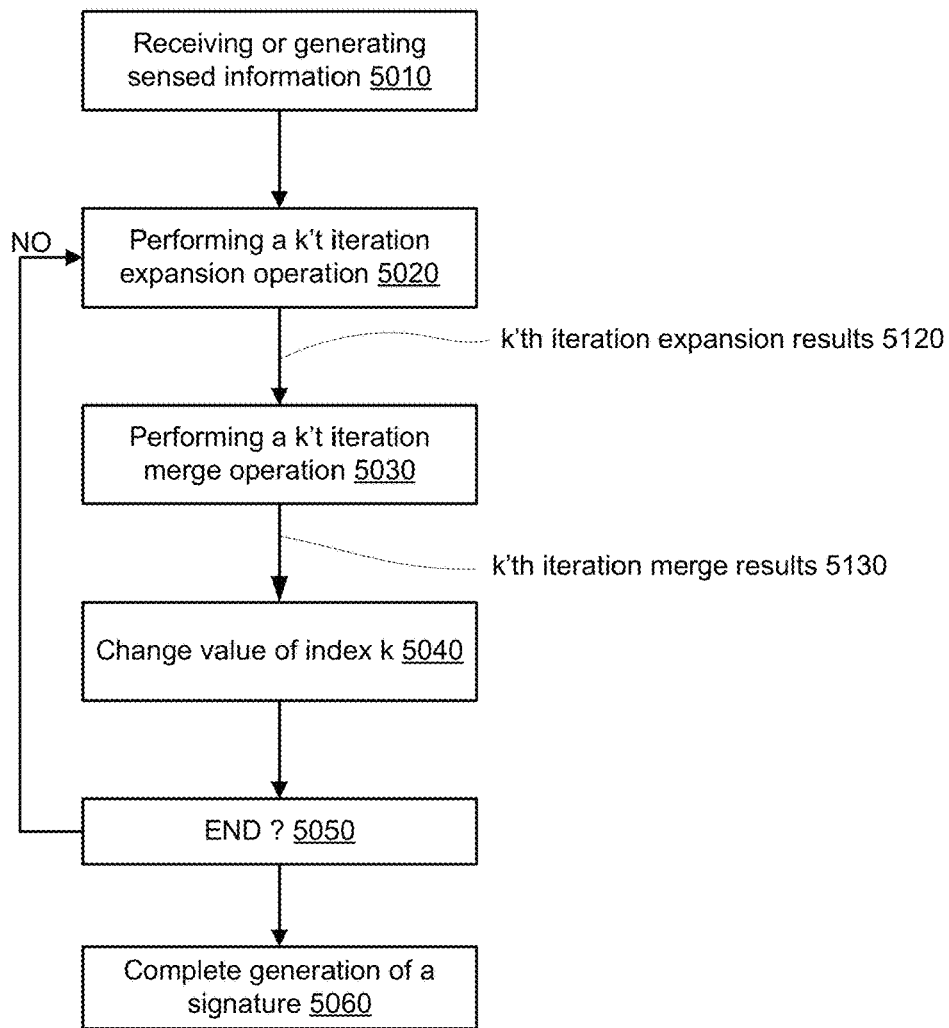 Receiving or generating
sensed information 5010
NO
Performing a k't iteration
expansion operation 5020
k'th iteration expansion results 5120
Performing a k't iteration
merge operation 5030
k'th iteration merge results 5130
Change value of index k 5040
END ? 5050
Complete generation of a
signature 5060